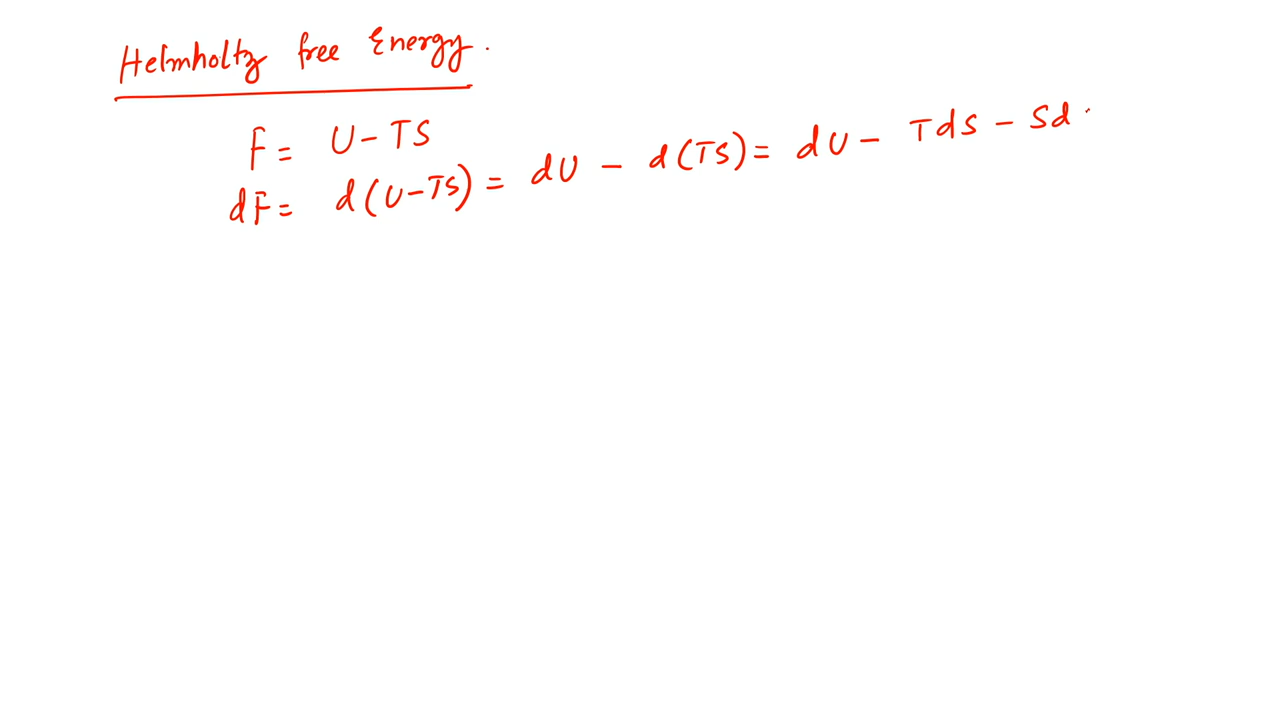 Helmholtz free Energy.
F = U - TS
dF = d(U-TS) = dU - d(TS) = dU - TdS - Sd